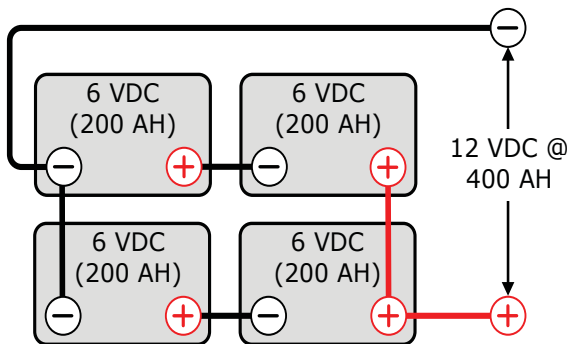 −
6 VDC
(200 AH)
− +
6 VDC
(200 AH)
− +
12 VDC @
400 AH
6 VDC
(200 AH)
− +
6 VDC
(200 AH)
− +
+